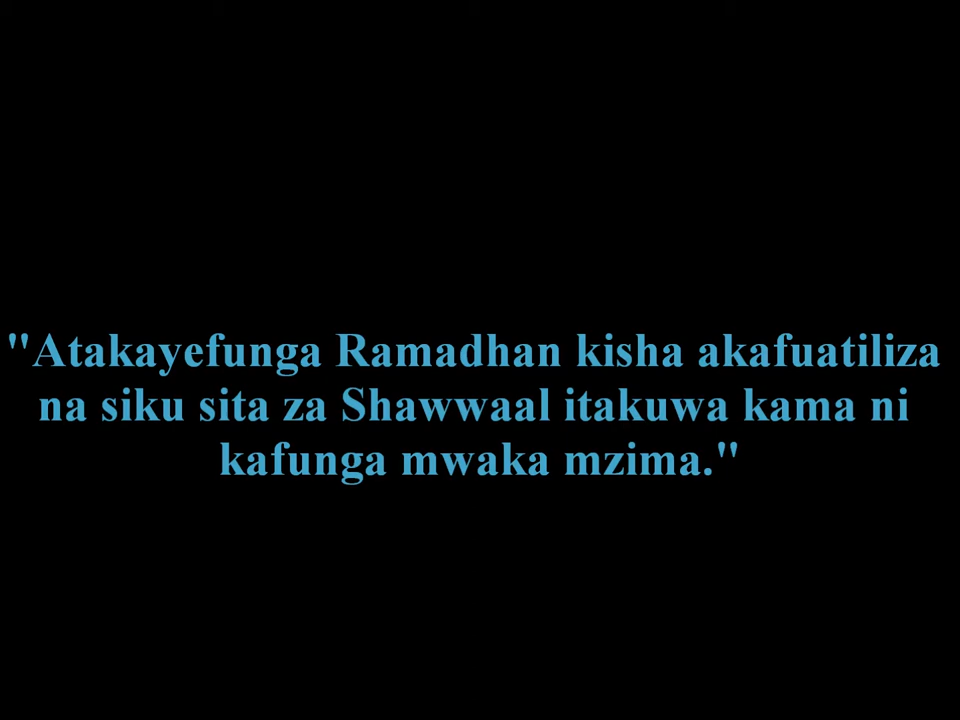 "Atakayefunga Ramadhan kisha akafuatiliza
na siku sita za Shawwaal itakuwa kama ni
kafunga mwaka mzima."